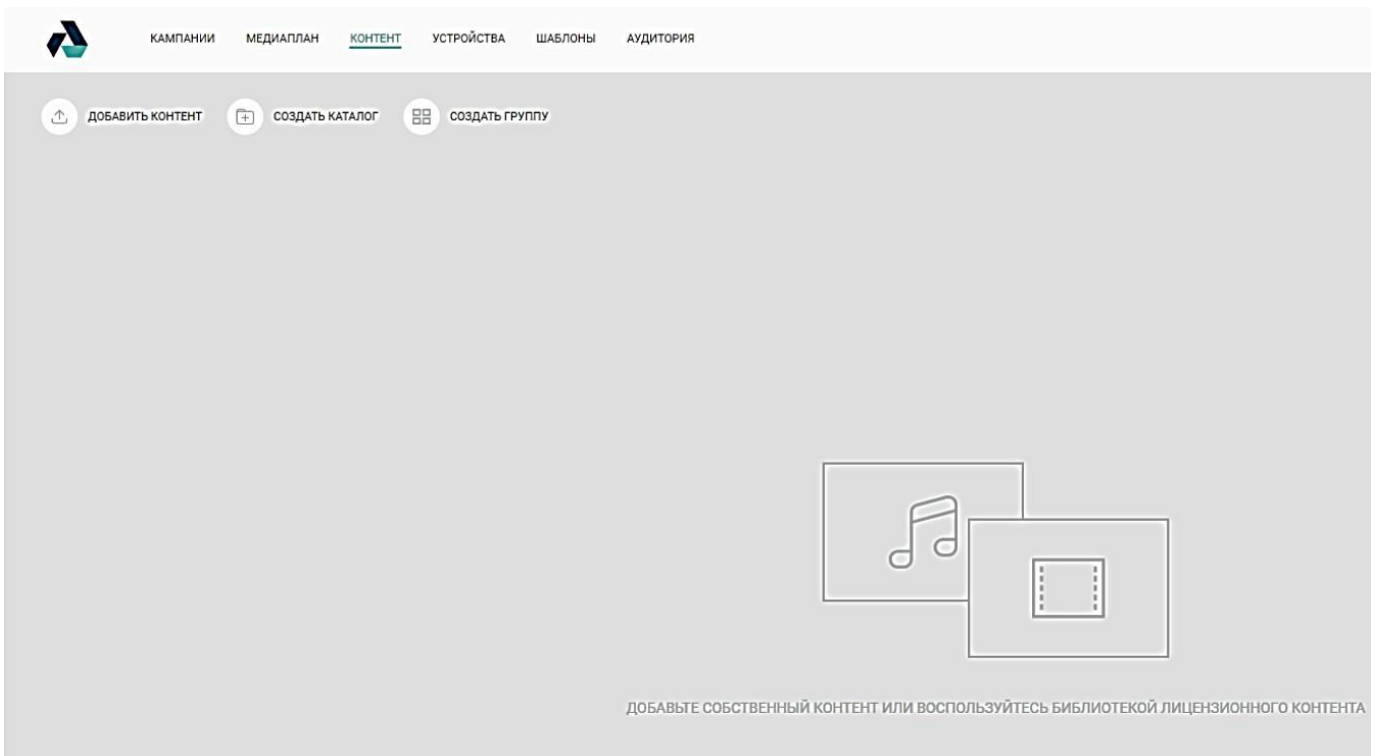 КАМПАНИИ МЕДИАПЛАН КОНТЕНТ УСТРОЙСТВА ШАБЛОНЫ АУДИТОРИЯ
ДОБАВИТЬ КОНТЕНТ СОЗДАТЬ КАТАЛОГ СОЗДАТЬ ГРУППУ
ДОБАВЬТЕ СОБСТВЕННЫЙ КОНТЕНТ ИЛИ ВОСПОЛЬЗУЙТЕСЬ БИБЛИОТЕКОЙ ЛИЦЕНЗИОННОГО КОНТЕНТА